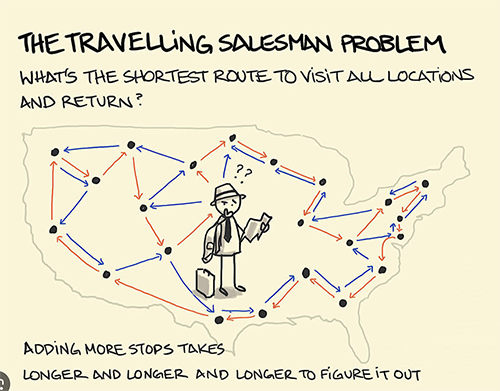 THE TRAVELLING SALESMAN PROBLEM
WHAT'S THE SHORTEST ROUTE TO VISIT ALL LOCATIONS
AND RETURN?
??
ADDING MORE STOPS TAKES
LONGER AND LONGER AND LONGER TO FIGURE IT OUT